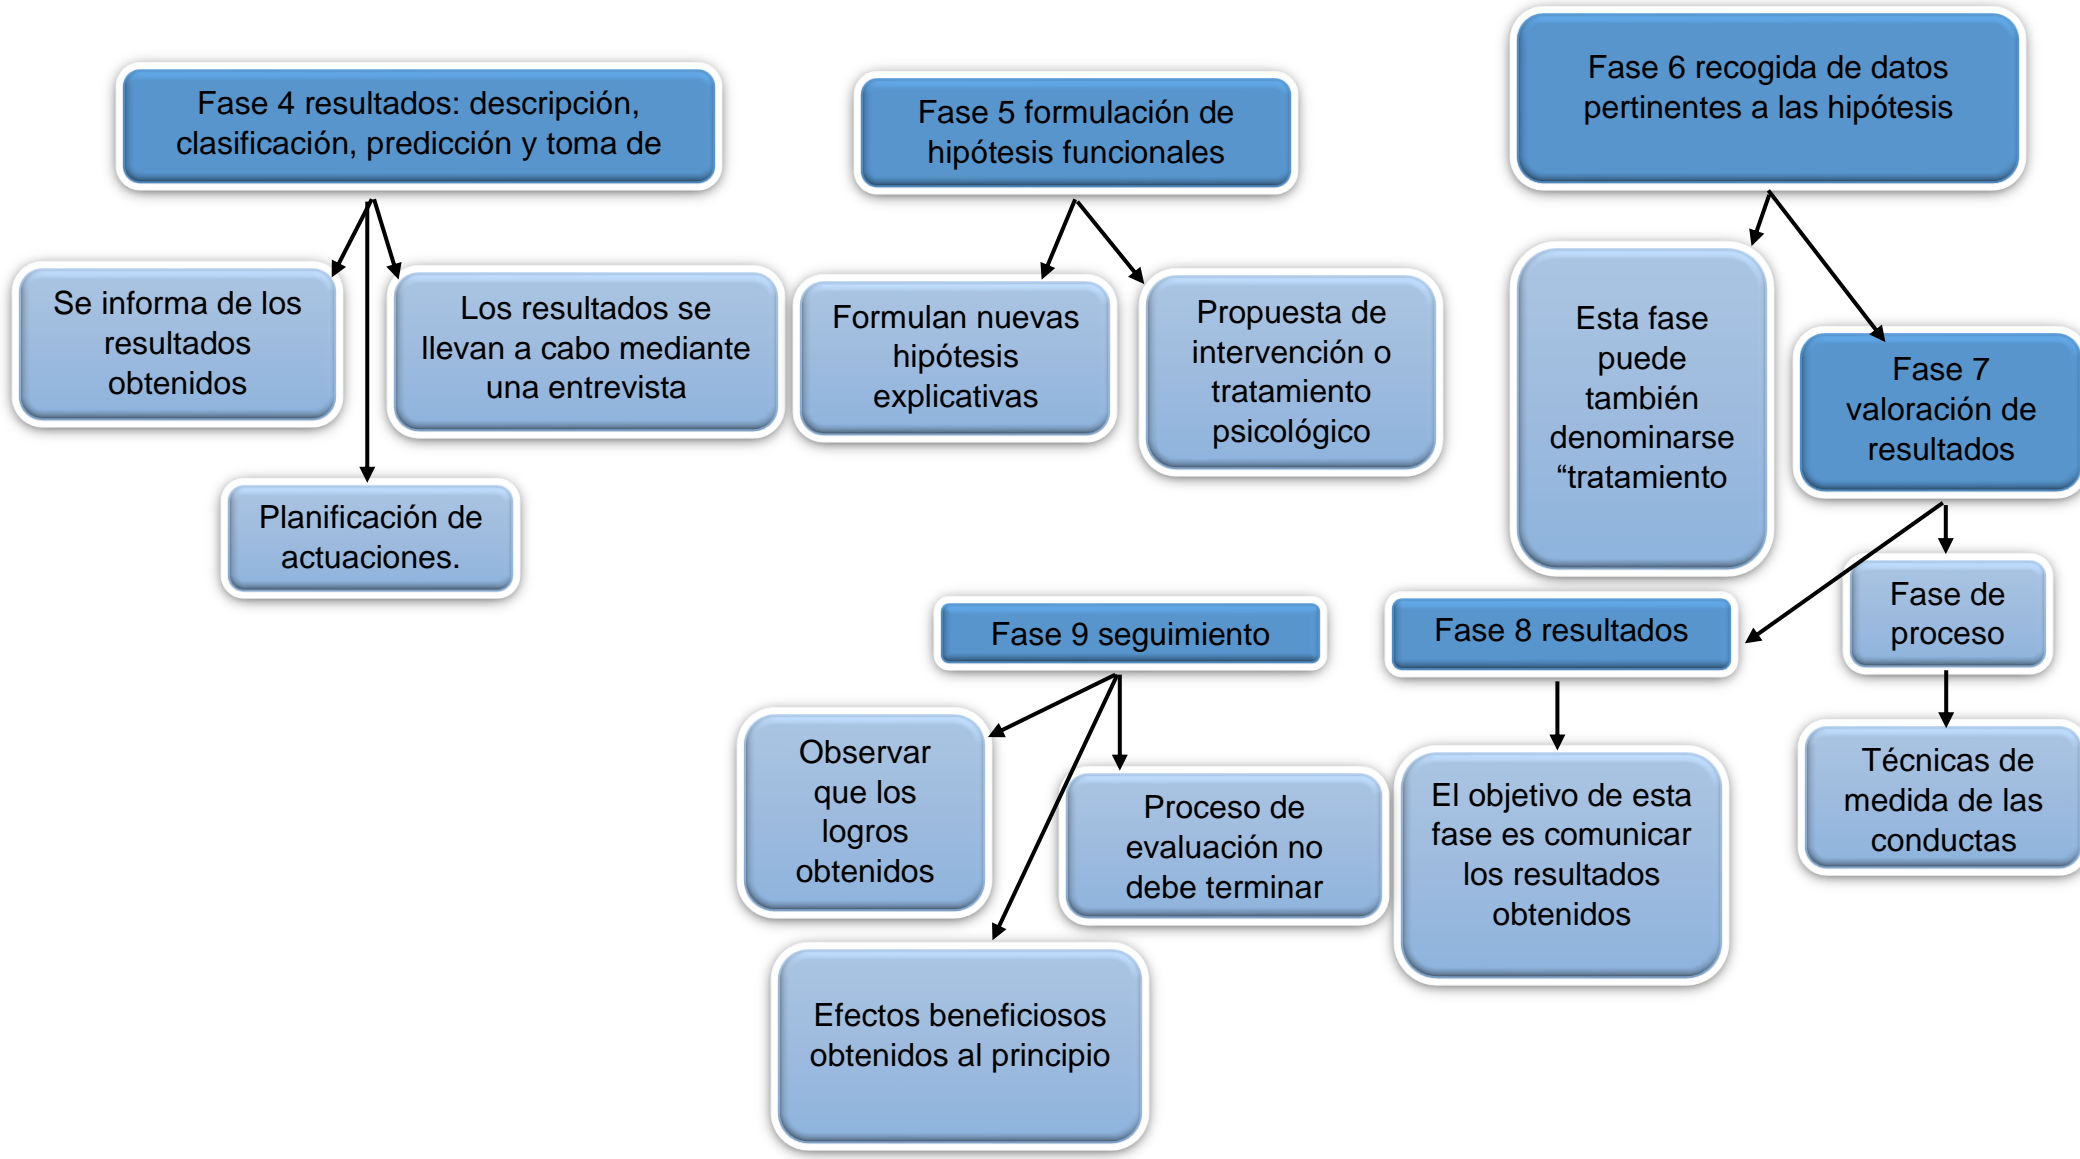 Fase 4 resultados: descripción,
clasificación, predicción y toma de
Fase 5 formulación de
hipótesis funcionales
Fase 6 recogida de datos
pertinentes a las hipótesis
Se informa de los
resultados
obtenidos
Los resultados se
llevan a cabo mediante
una entrevista
Planificación de
actuaciones.
Formulan nuevas
hipótesis
explicativas
Propuesta de
intervención o
tratamiento
psicológico
Esta fase
puede
también
denominarse
“tratamiento
Fase 7
valoración de
resultados
Fase de
proceso
Técnicas de
medida de las
conductas
Fase 8 resultados
El objetivo de esta
fase es comunicar
los resultados
obtenidos
Fase 9 seguimiento
Observar
que los
logros
obtenidos
Proceso de
evaluación no
debe terminar
Efectos beneficiosos
obtenidos al principio